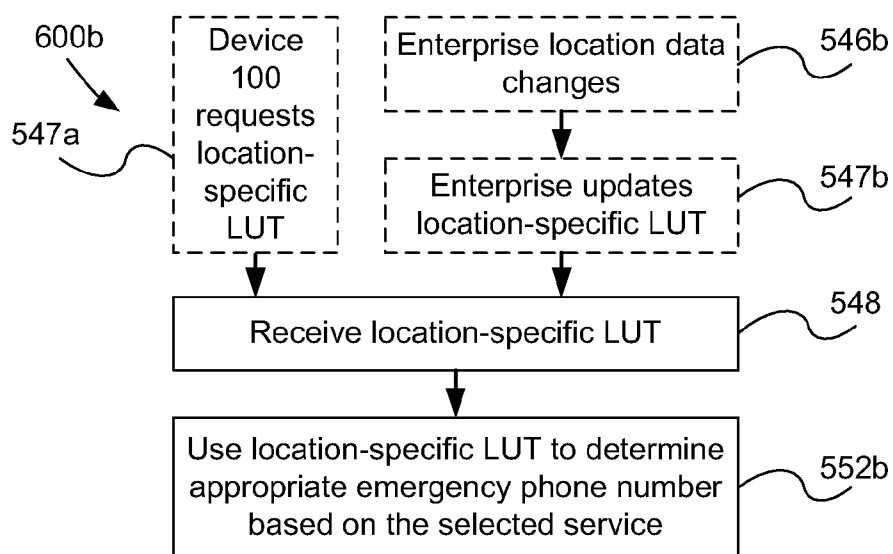 600b
547a
Device
100
requests
location-
specific
LUT
Enterprise location data
changes
546b
Enterprise updates
location-specific LUT
547b
Receive location-specific LUT
548
Use location-specific LUT to determine
appropriate emergency phone number
based on the selected service
552b